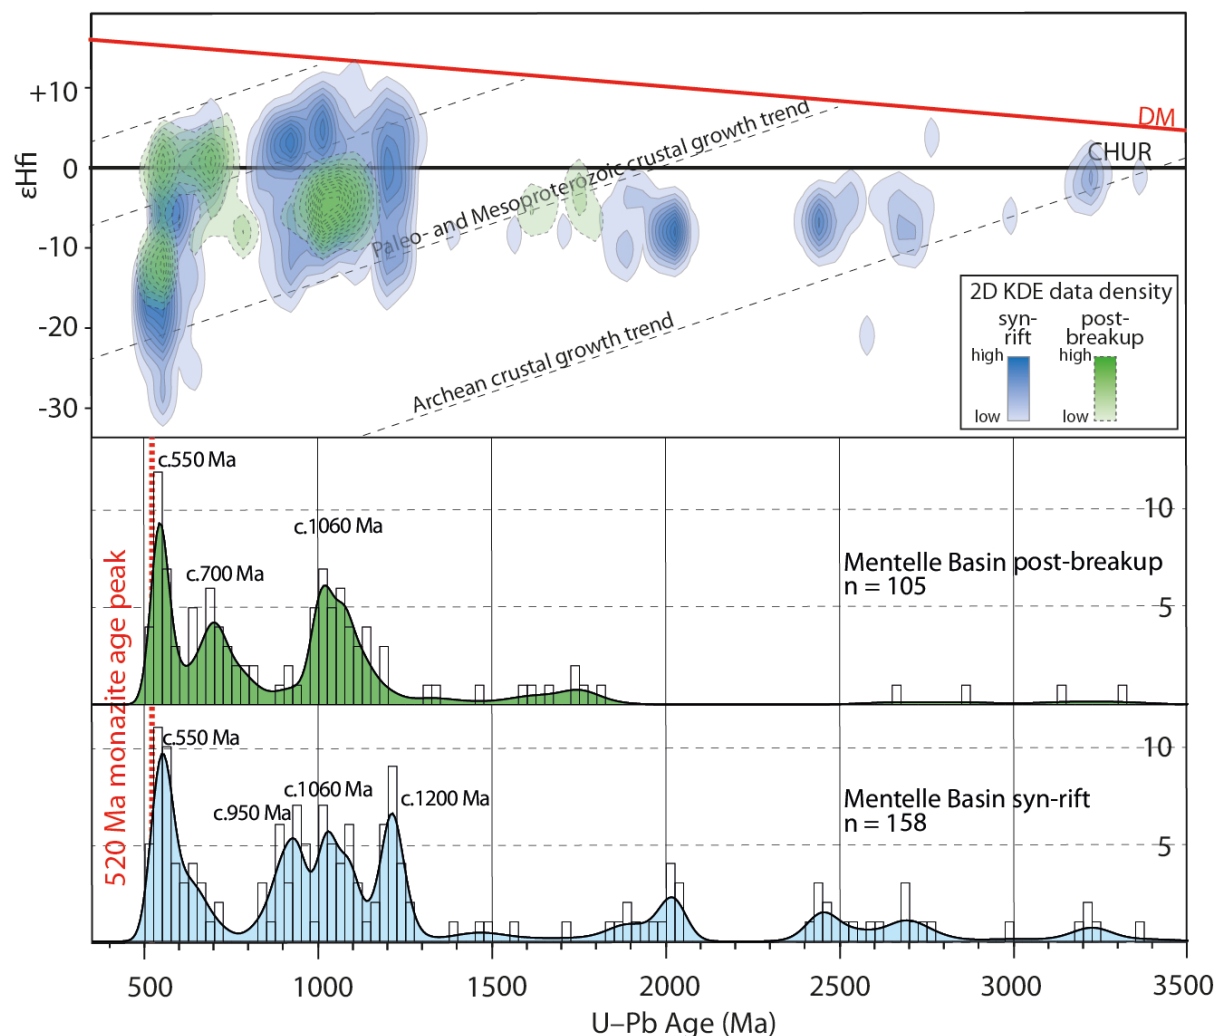 +10
0
-10
-20
-30
εHfi
DM
CHUR
Paleo- and Mesoproterozoic crustal growth trend
Archean crustal growth trend
2D KDE data density
syn-
rift
post-
breakup
high
low
high
low
c.550 Ma
c.700 Ma
c.1060 Ma
10
5
Mentelle Basin post-breakup
n = 105
520 Ma monazite age peak
c.550 Ma
c.950 Ma
c.1060 Ma
c.1200 Ma
10
5
Mentelle Basin syn-rift
n = 158
500
1000
1500
2000
2500
3000
3500
U–Pb Age (Ma)